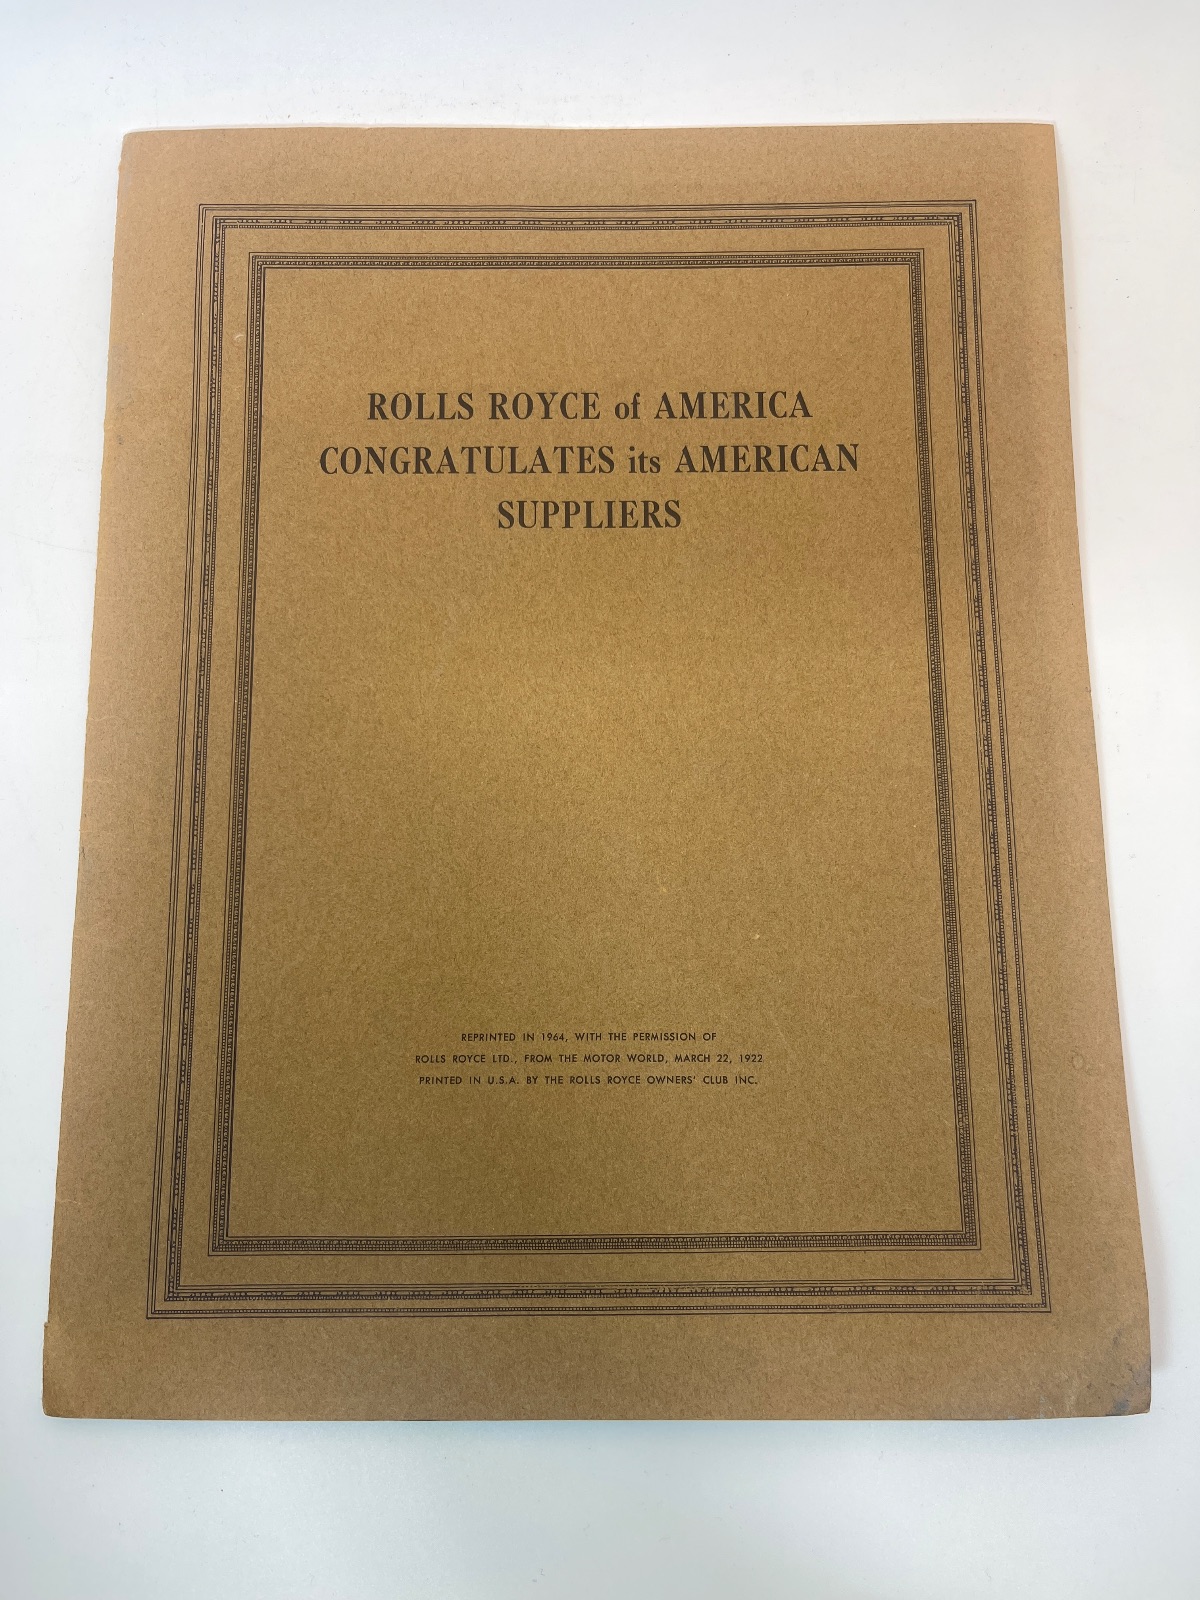 ROLLS ROYCE of AMERICA
CONGRATULATES its AMERICAN
SUPPLIERS
REPRINTED IN 1964, WITH THE PERMISSION OF
ROLLS ROYCE LTD., FROM THE MOTOR WORLD, MARCH 22, 1922
PRINTED IN U.S.A. BY THE ROLLS ROYCE OWNERS' CLUB INC.